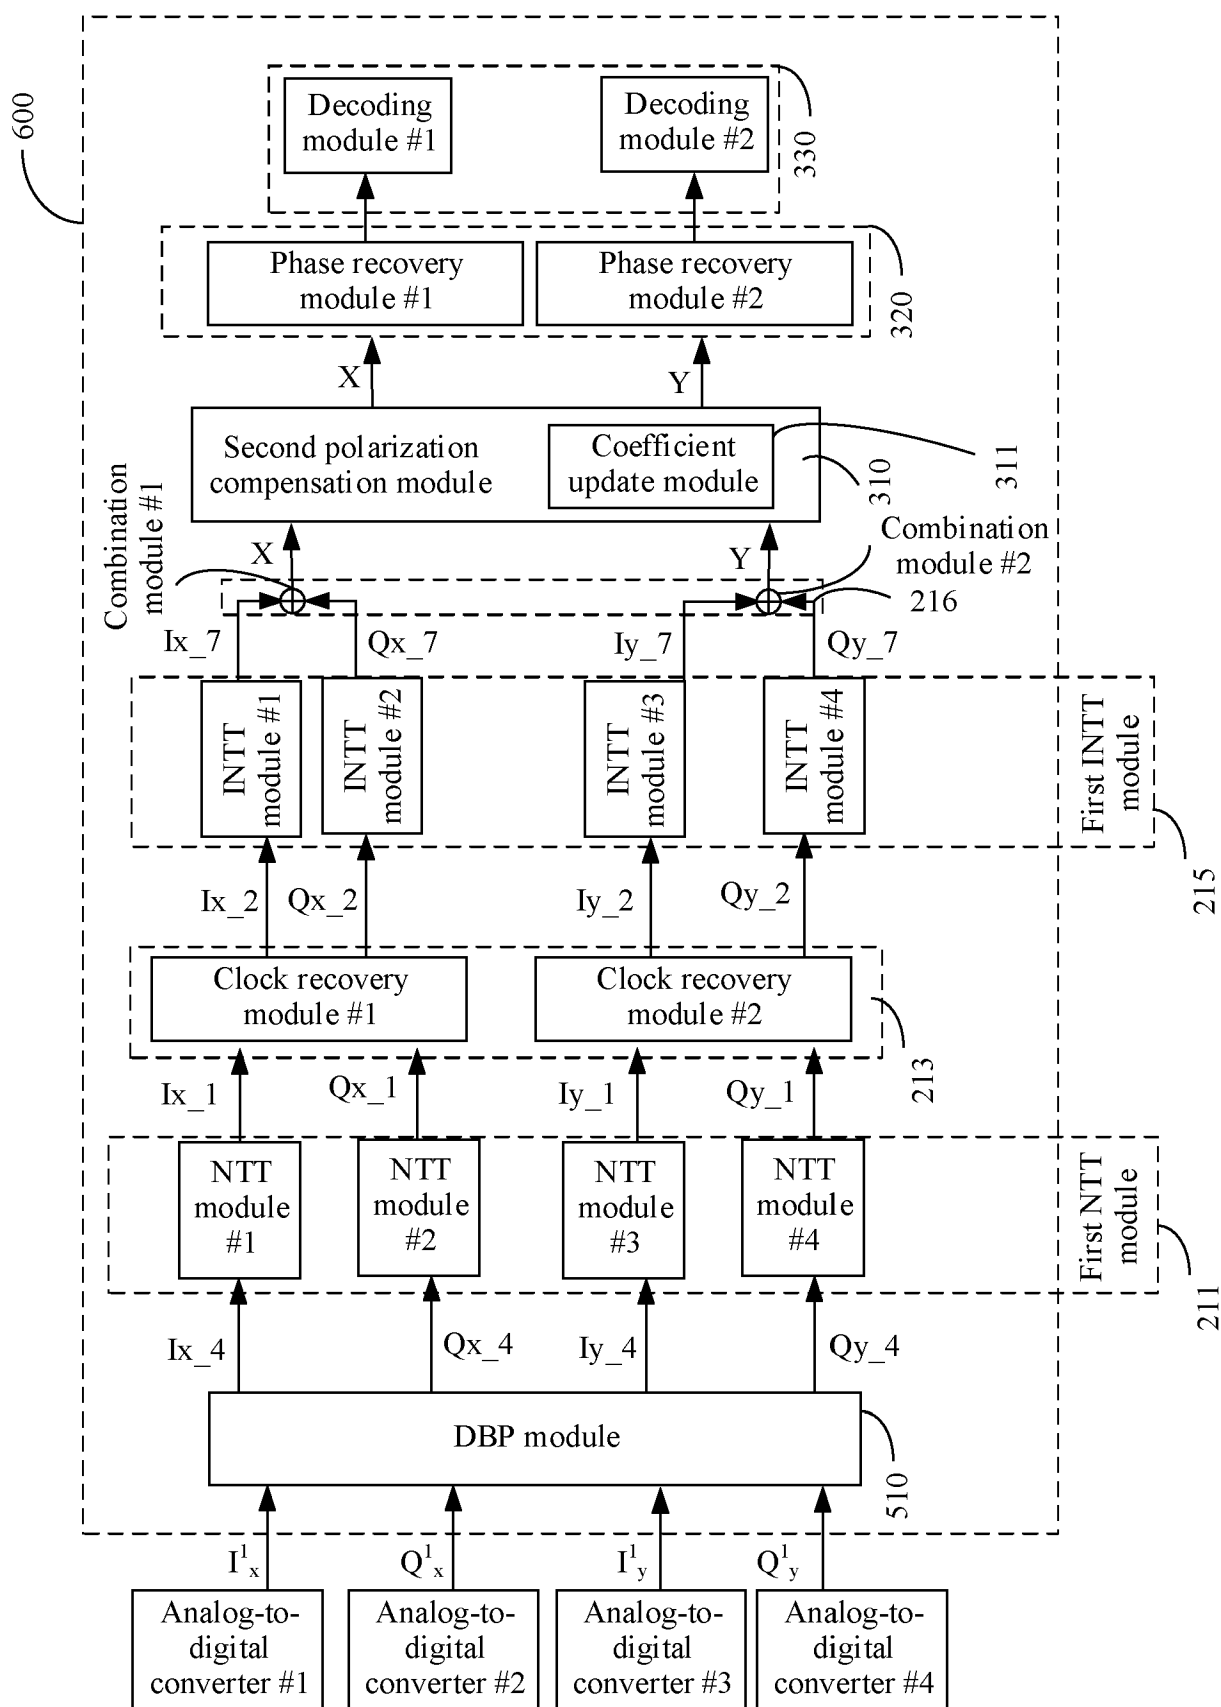 600
Decoding
module #1
Decoding
module #2
330
Phase recovery
module #1
Phase recovery
module #2
320
X
Y
Second polarization
compensation module
Coefficient
update module
311
310
Combination
module #1
X
Y
Combination
module #2
216
Ix_7
Qx_7
Iy_7
Qy_7
INTT
module #1
INTT
module #2
INTT
module #3
INTT
module #4
First INTT
module
215
Ix_2
Qx_2
Iy_2
Qy_2
Clock recovery
module #1
Clock recovery
module #2
213
Ix_1
Qx_1
Iy_1
Qy_1
NTT
module
#1
NTT
module
#2
NTT
module
#3
NTT
module
#4
First NTT
module
211
Ix_4
Qx_4
Iy_4
Qy_4
DBP module
510
I¹ₓ
Q¹ₓ
I¹y
Q¹y
Analog-to-
digital
converter #1
Analog-to-
digital
converter #2
Analog-to-
digital
converter #3
Analog-to-
digital
converter #4